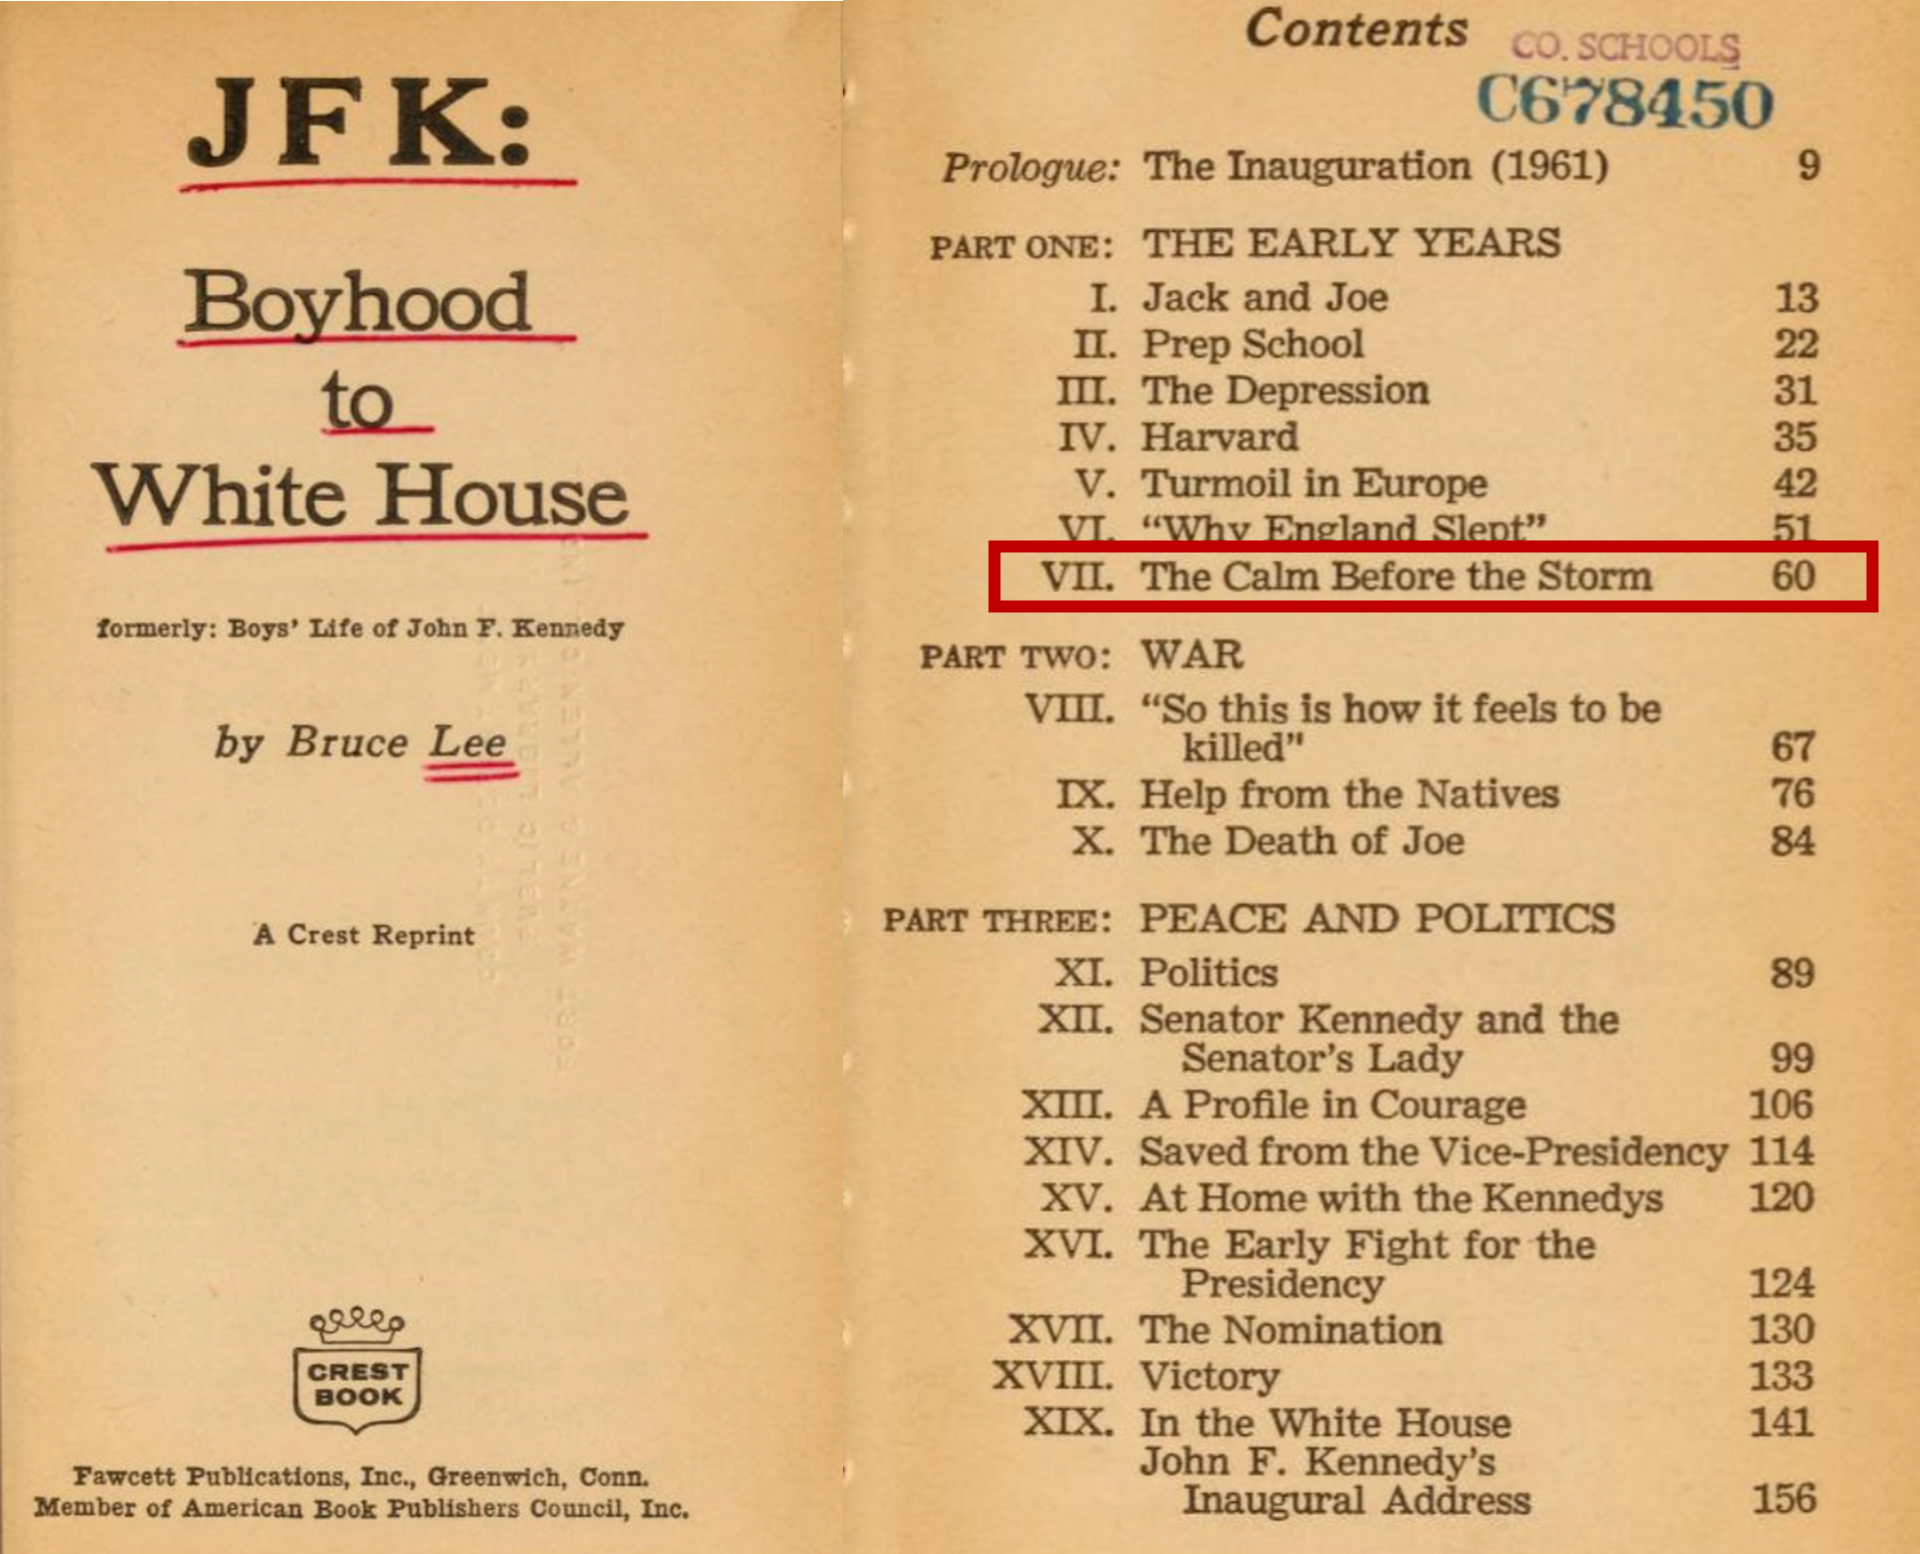 JFK:
Boyhood
to
White House
formerly: Boys' Life of John F. Kennedy
by Bruce Lee
A Crest Reprint
CREST
BOOK
Fawcett Publications, Inc., Greenwich, Conn.
Member of American Book Publishers Council, Inc.
Contents
CO. SCHOOLS
C678450
Prologue: The Inauguration (1961) 9
PART ONE: THE EARLY YEARS
I. Jack and Joe 13
II. Prep School 22
III. The Depression 31
IV. Harvard 35
V. Turmoil in Europe 42
VI. "Why England Slept" 51
VII. The Calm Before the Storm 60
PART TWO: WAR
VIII. "So this is how it feels to be
killed" 67
IX. Help from the Natives 76
X. The Death of Joe 84
PART THREE: PEACE AND POLITICS
XI. Politics 89
XII. Senator Kennedy and the
Senator's Lady 99
XIII. A Profile in Courage 106
XIV. Saved from the Vice-Presidency 114
XV. At Home with the Kennedys 120
XVI. The Early Fight for the
Presidency 124
XVII. The Nomination 130
XVIII. Victory 133
XIX. In the White House 141
John F. Kennedy's
Inaugural Address 156